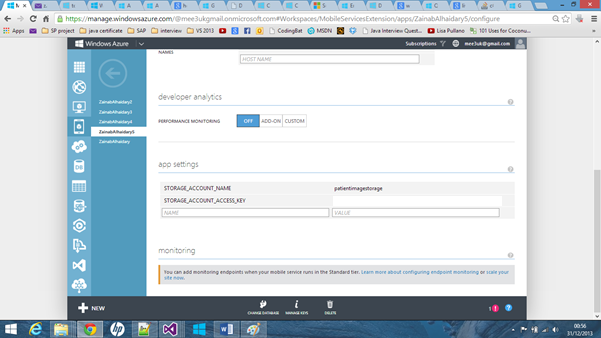 https://manage.windowsazure.com/@mee3ukgmail.onmicrosoft.com#Workspaces/MobileServicesExtension/apps/ZainabAlhaidary5/configure
Apps SP project java certificate SAP interview VS 2013 CodingBat MSDN Java Interview Quest... My Place Lisa Pullano 101 Uses for Coconu...
Windows Azure Subscriptions mee3uk@gmail.com
NAMES
HOST NAME
developer analytics
ZainabAlhaidary2
ZainabAlhaidary3
ZainabAlhaidary4
ZainabAlhaidary5
ZainabAlhaidary
PERFORMANCE MONITORING OFF ADD-ON CUSTOM
app settings
STORAGE_ACCOUNT_NAME patientimagestorage
STORAGE_ACCOUNT_ACCESS_KEY
NAME VALUE
monitoring
You can add monitoring endpoints when your mobile service runs in the Standard tier. Learn more about configuring endpoint monitoring or scale your
site now.
NEW
CHANGE DATABASE MANAGE KEYS DELETE
1
00:56
31/12/2013